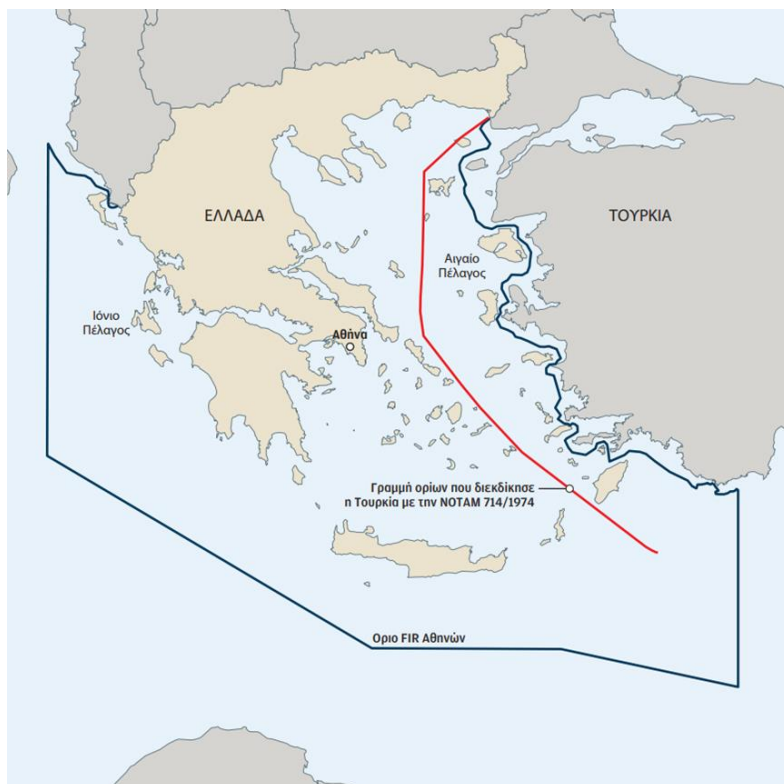 ΕΛΛΑΔΑ
ΤΟΥΡΚΙΑ
Αιγαίο
Πέλαγος
Ιόνιο
Πέλαγος
Αθήνα
Γραμμή ορίων που διεκδίκησε
η Τουρκία με την NOTAM 714/1974
Οριο FIR Αθηνών